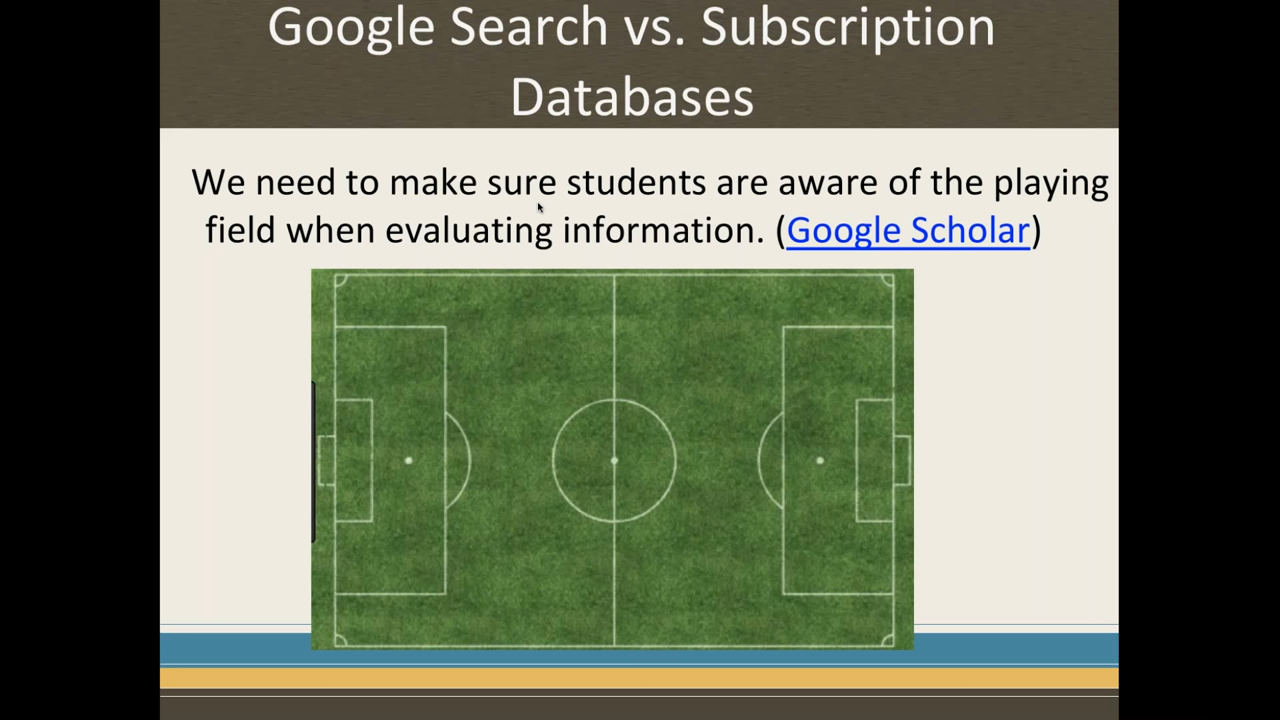 Google Search vs. Subscription
Databases
We need to make sure students are aware of the playing
field when evaluating information. (Google Scholar)